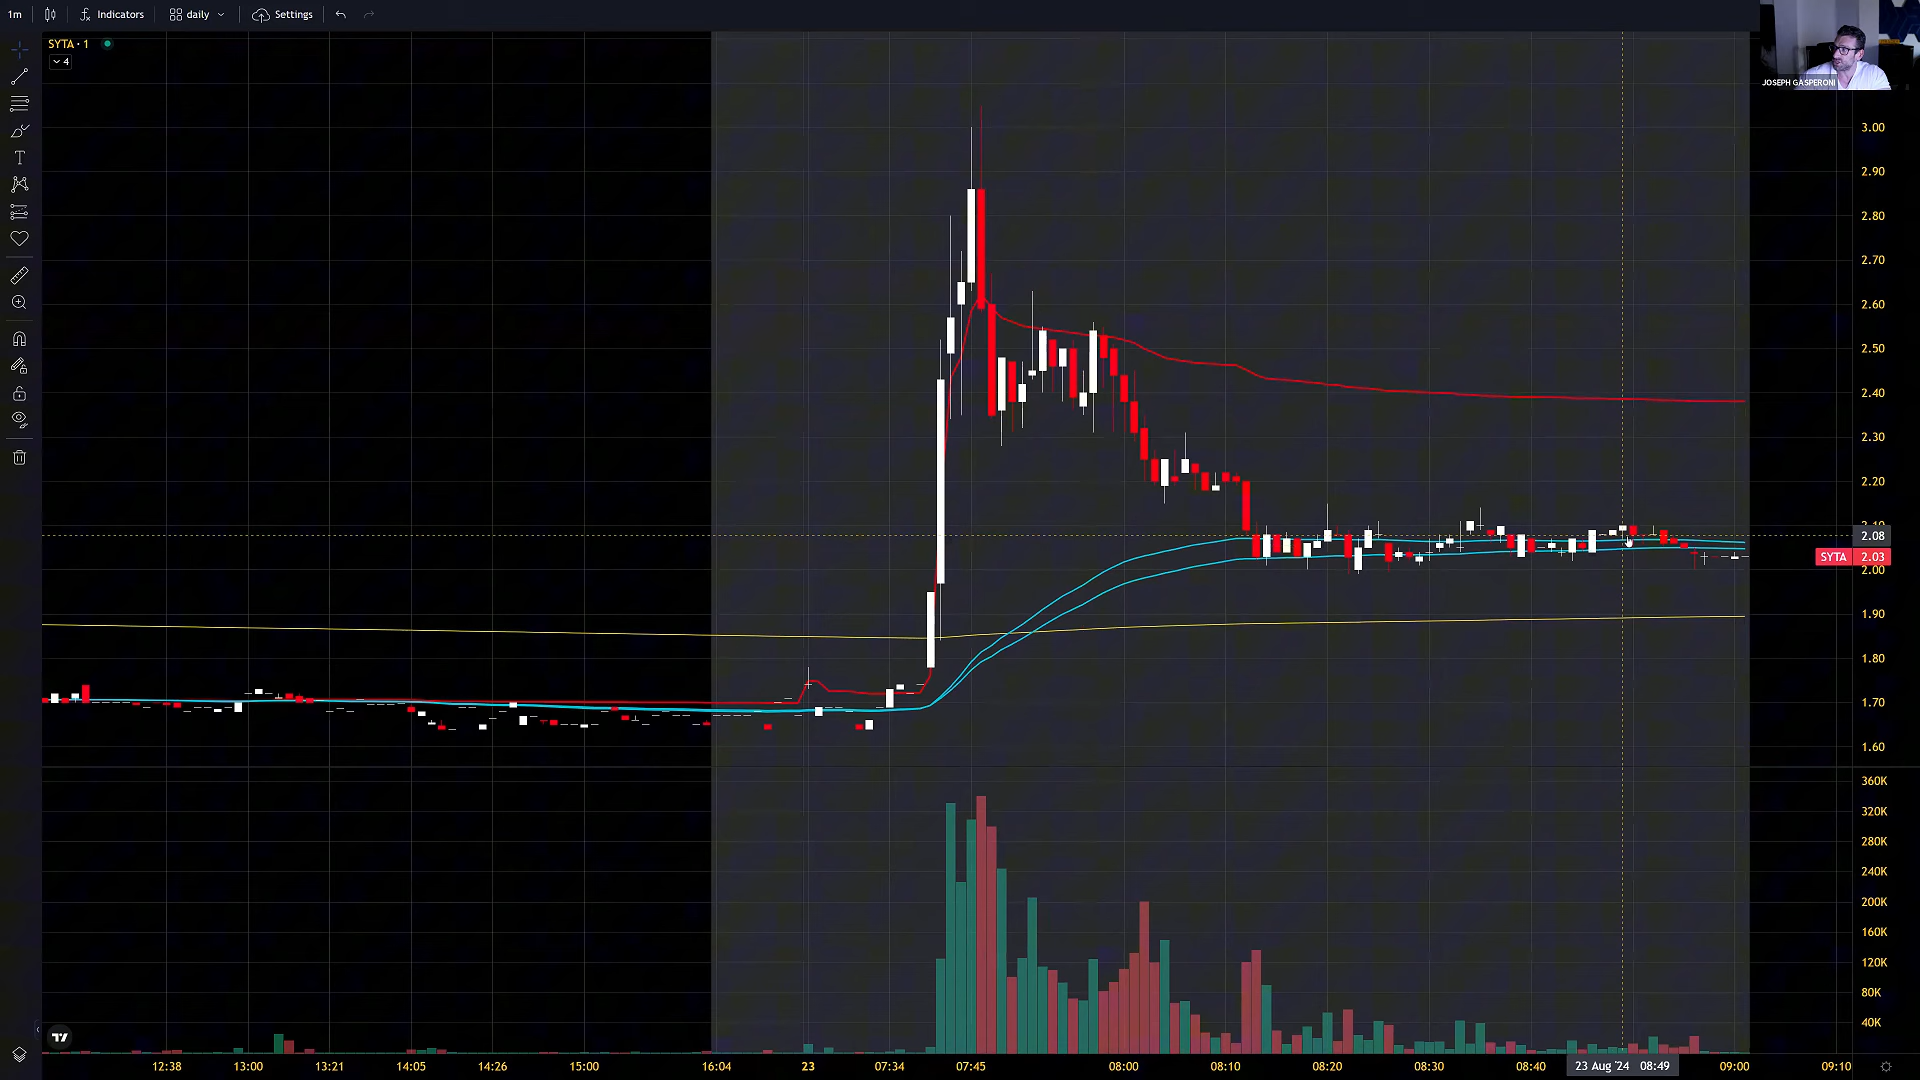 1m Indicators daily Settings
SYTA · 1
4
JOSEPH GASPERONI
3.00
2.90
2.80
2.70
2.60
2.50
2.40
2.30
2.20
2.10
2.08
SYTA 2.03
2.00
1.90
1.80
1.70
1.60
360K
320K
280K
240K
200K
160K
120K
80K
40K
12:38 13:00 13:21 14:05 14:26 15:00 16:04 23 07:34 07:45 08:00 08:10 08:20 08:30 08:40 23 Aug '24 08:49 09:00 09:10